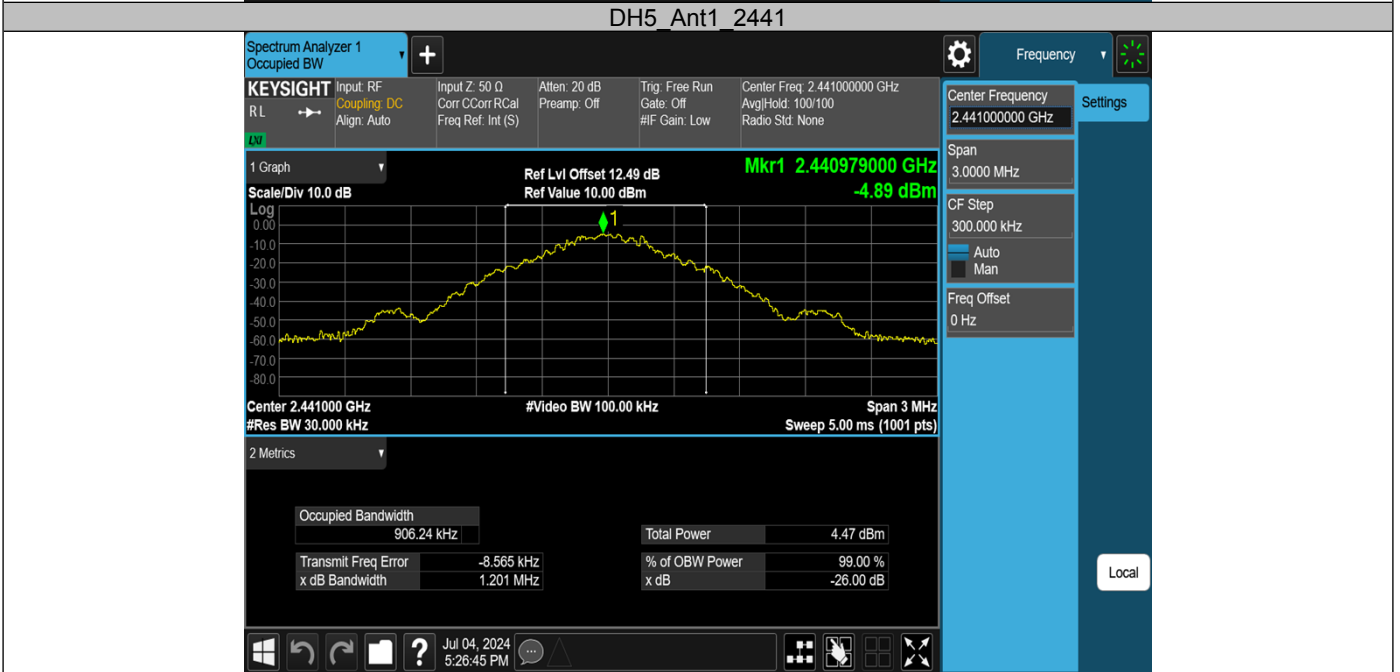 DH5_Ant1_2441
Spectrum Analyzer 1
Occupied BW
+
Frequency
KEYSIGHT
R L
LXI
Input: RF
Coupling: DC
Align: Auto
Input Z: 50 Ω
Corr CCorr RCal
Freq Ref: Int (S)
Atten: 20 dB
Preamp: Off
Trig: Free Run
Gate: Off
#IF Gain: Low
Center Freq: 2.441000000 GHz
Avg|Hold: 100/100
Radio Std: None
Center Frequency
2.441000000 GHz
Settings
Span
3.0000 MHz
CF Step
300.000 kHz
Auto
Man
Freq Offset
0 Hz
1 Graph
Scale/Div 10.0 dB
Ref Lvl Offset 12.49 dB
Ref Value 10.00 dBm
Mkr1 2.440979000 GHz
-4.89 dBm
Log
0.00
-10.0
-20.0
-30.0
-40.0
-50.0
-60.0
-70.0
-80.0
1
Center 2.441000 GHz
#Video BW 100.00 kHz
Span 3 MHz
#Res BW 30.000 kHz
Sweep 5.00 ms (1001 pts)
2 Metrics
Occupied Bandwidth
906.24 kHz
Total Power 4.47 dBm
Transmit Freq Error -8.565 kHz
% of OBW Power 99.00 %
x dB Bandwidth 1.201 MHz
x dB -26.00 dB
Local
?
Jul 04, 2024
5:26:45 PM